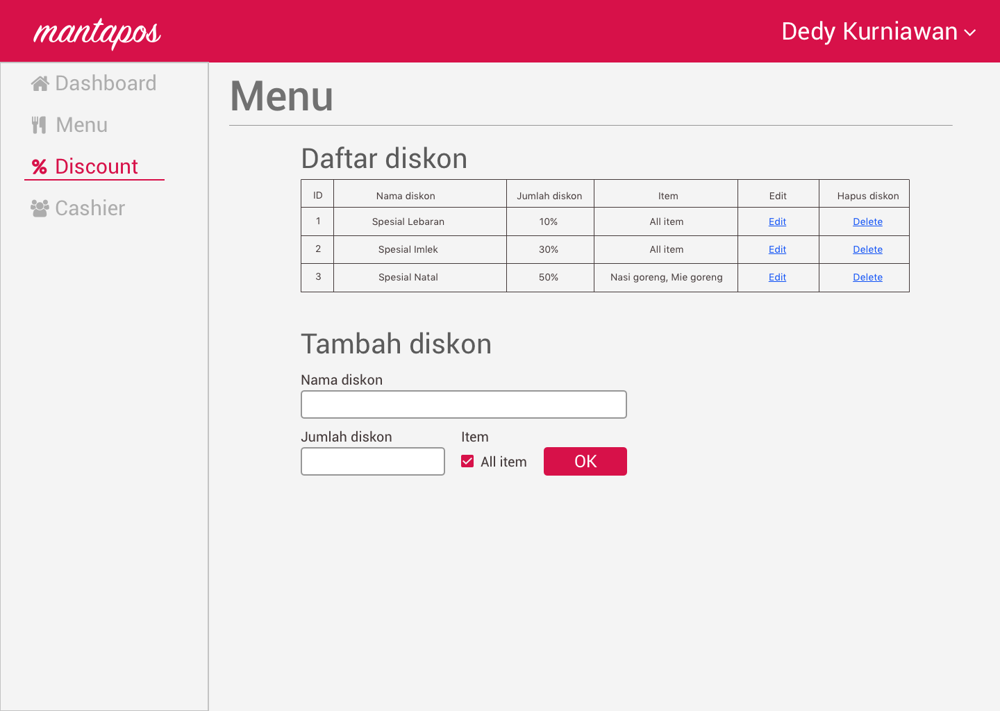 mantapos
Dedy Kurniawan
Dashboard
Menu
Discount
Cashier
Menu
Daftar diskon
ID Nama diskon Jumlah diskon Item Edit Hapus diskon
1 Spesial Lebaran 10% All item Edit Delete
2 Spesial Imlek 30% All item Edit Delete
3 Spesial Natal 50% Nasi goreng, Mie goreng Edit Delete
Tambah diskon
Nama diskon
Jumlah diskon Item
All item OK